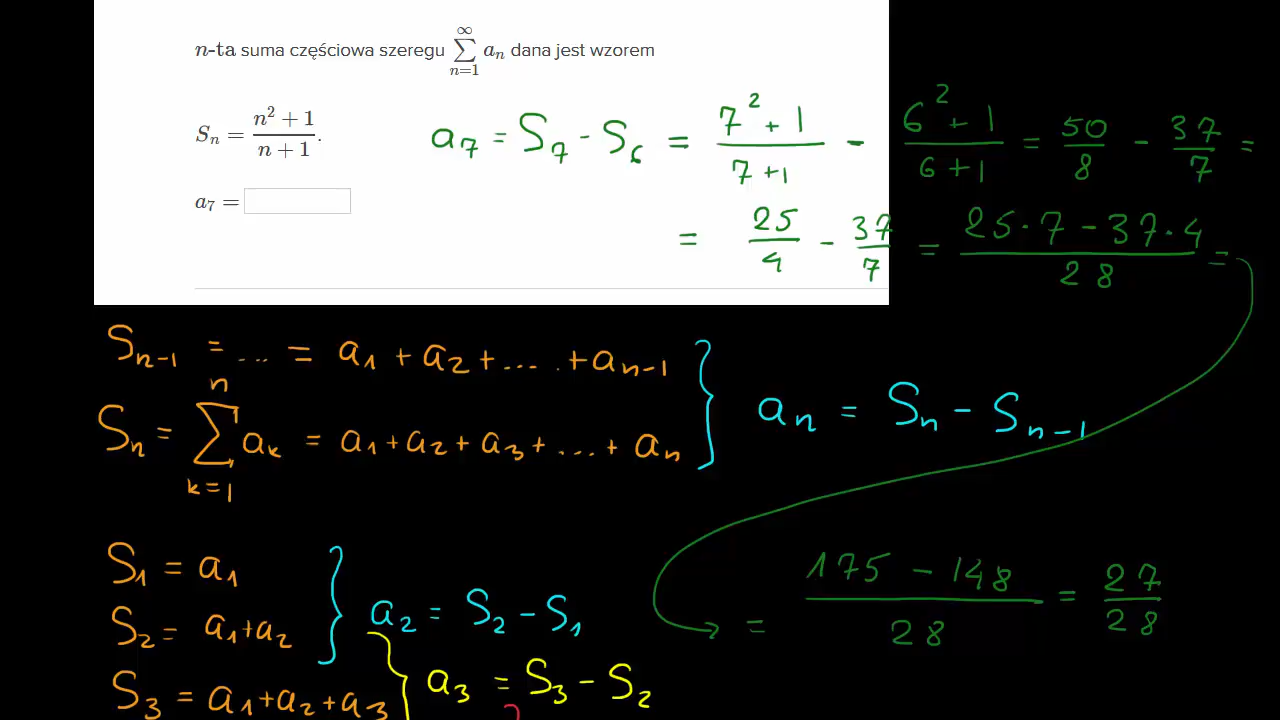 n-ta suma częściowa szeregu ∑_{n=1}^{∞} a_n dana jest wzorem
S_n = (n² + 1)/(n + 1).
a_7 = S_7 - S_6 = (7² + 1)/(7 + 1) - (6² + 1)/(6 + 1) = 50/8 - 37/7 =
a_7 =
= 25/4 - 37/7 = (25·7 - 37·4)/28 =
S_{n-1} = ... = a_1 + a_2 + .... + a_{n-1}
S_n = ∑_{k=1}^{n} a_k = a_1 + a_2 + a_3 + ... + a_n
a_n = S_n - S_{n-1}
S_1 = a_1
S_2 = a_1 + a_2
a_2 = S_2 - S_1
= (175 - 148)/28 = 27/28
S_3 = a_1 + a_2 + a_3
a_3 = S_3 - S_2